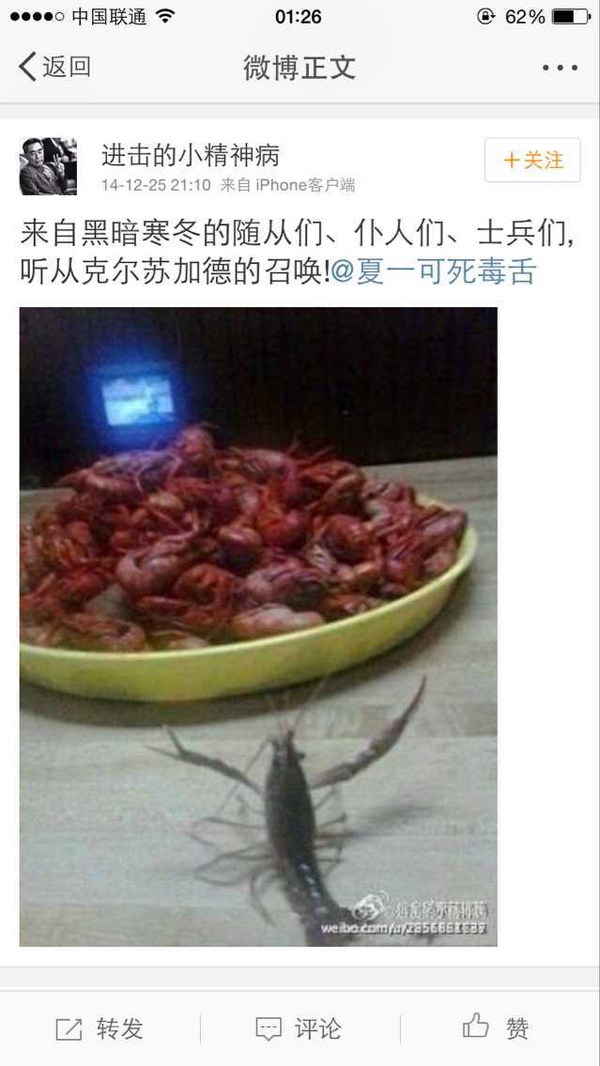 中国联通 01:26 62%
返回 微博正文
进击的小精神病 +关注
14-12-25 21:10 来自 iPhone客户端
来自黑暗寒冬的随从们、仆人们、士兵们,
听从克尔苏加德的召唤!@夏一可死毒舌
转发 评论 赞